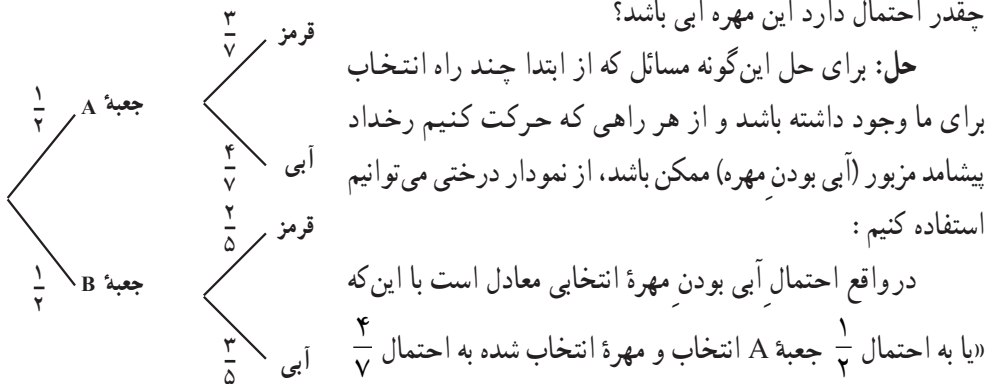 چقدر احتمال دارد این مهره آبی باشد؟
حل: برای حل این‌گونه مسائل که از ابتدا چند راه انتخاب
برای ما وجود داشته باشد و از هر راهی که حرکت کنیم رخداد
پیشامد مزبور (آبی بودنِ مهره) ممکن باشد، از نمودار درختی می‌توانیم
استفاده کنیم :
درواقع احتمالِ آبی بودنِ مهرهٔ انتخابی معادل است با این‌که
«یا به احتمال ۱/۲ جعبهٔ A انتخاب و مهرهٔ انتخاب شده به احتمال ۴/۷
۱/۲ جعبهٔ A
۳/۷ قرمز
۴/۷ آبی
۱/۲ جعبهٔ B
۲/۵ قرمز
۳/۵ آبی